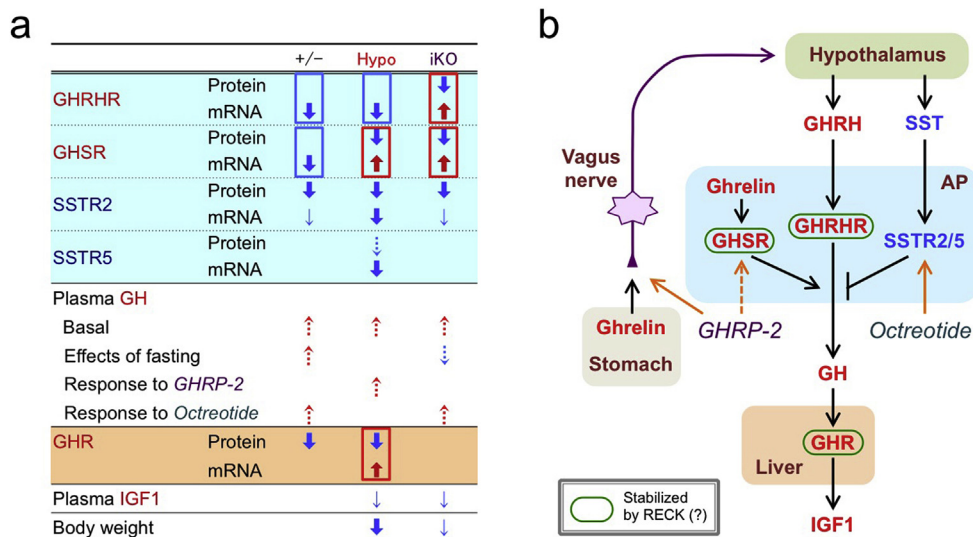 a
+/− Hypo iKO
GHRHR Protein
mRNA
GHSR Protein
mRNA
SSTR2 Protein
mRNA
SSTR5 Protein
mRNA
Plasma GH
Basal
Effects of fasting
Response to GHRP-2
Response to Octreotide
GHR Protein
mRNA
Plasma IGF1
Body weight
b
Hypothalamus
GHRH SST
Vagus
nerve
AP
Ghrelin
GHSR GHRHR SSTR2/5
Ghrelin
Stomach
GHRP-2
Octreotide
GH
GHR
Liver
IGF1
Stabilized
by RECK (?)